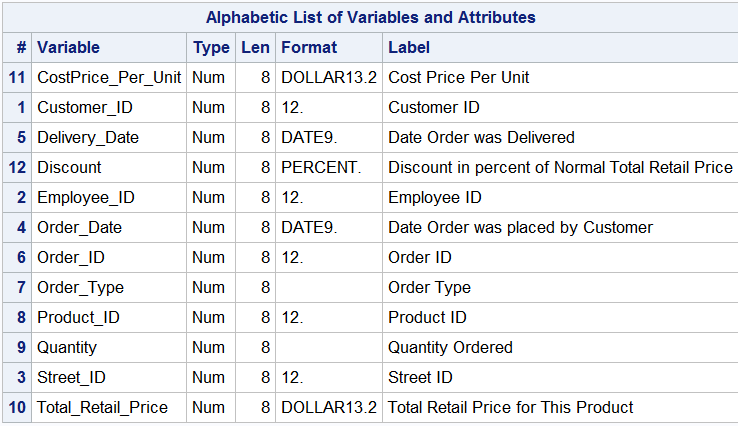 Alphabetic List of Variables and Attributes
# Variable Type Len Format Label
11 CostPrice_Per_Unit Num 8 DOLLAR13.2 Cost Price Per Unit
1 Customer_ID Num 8 12. Customer ID
5 Delivery_Date Num 8 DATE9. Date Order was Delivered
12 Discount Num 8 PERCENT. Discount in percent of Normal Total Retail Price
2 Employee_ID Num 8 12. Employee ID
4 Order_Date Num 8 DATE9. Date Order was placed by Customer
6 Order_ID Num 8 12. Order ID
7 Order_Type Num 8 Order Type
8 Product_ID Num 8 12. Product ID
9 Quantity Num 8 Quantity Ordered
3 Street_ID Num 8 12. Street ID
10 Total_Retail_Price Num 8 DOLLAR13.2 Total Retail Price for This Product